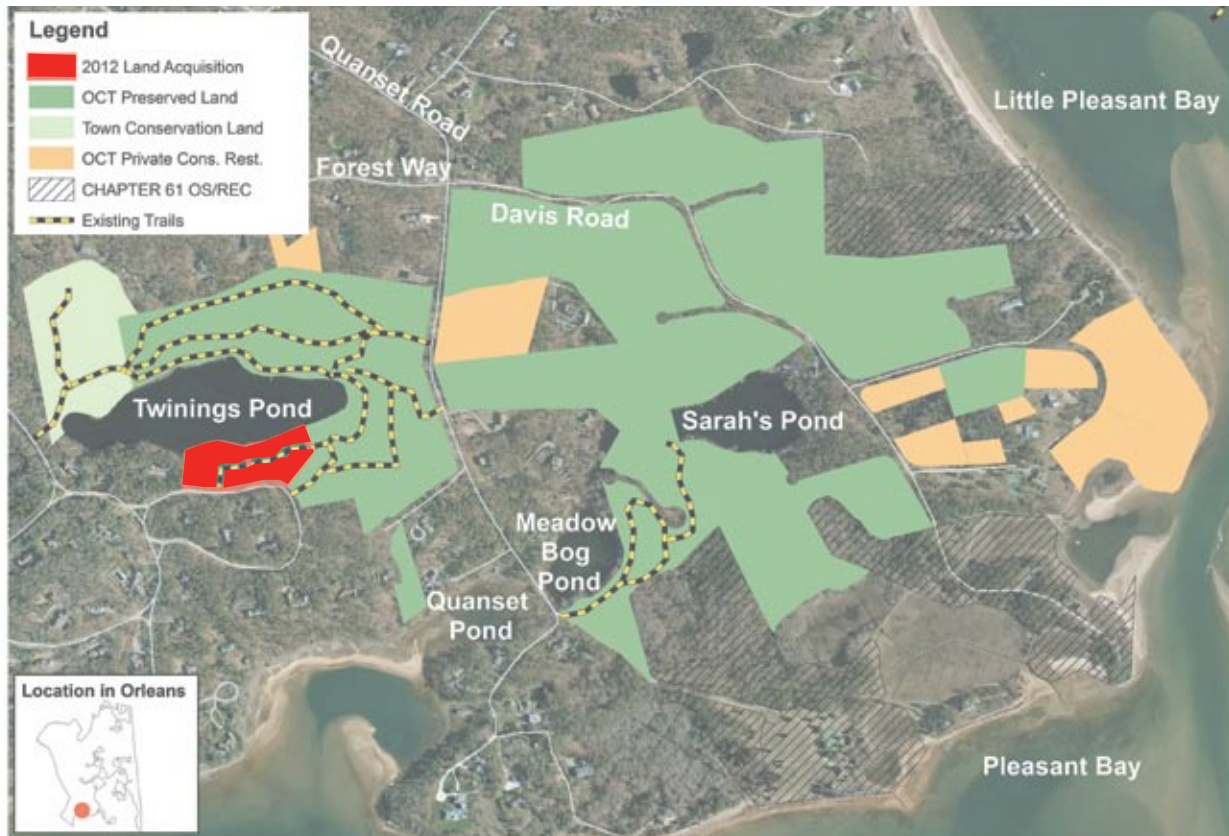 Legend
2012 Land Acquisition
OCT Preserved Land
Town Conservation Land
OCT Private Cons. Rest.
CHAPTER 61 OS/REC
Existing Trails
Quanset Road
Forest Way
Davis Road
Little Pleasant Bay
Twinings Pond
Sarah's Pond
Meadow
Bog
Pond
Quanset
Pond
Location in Orleans
Pleasant Bay